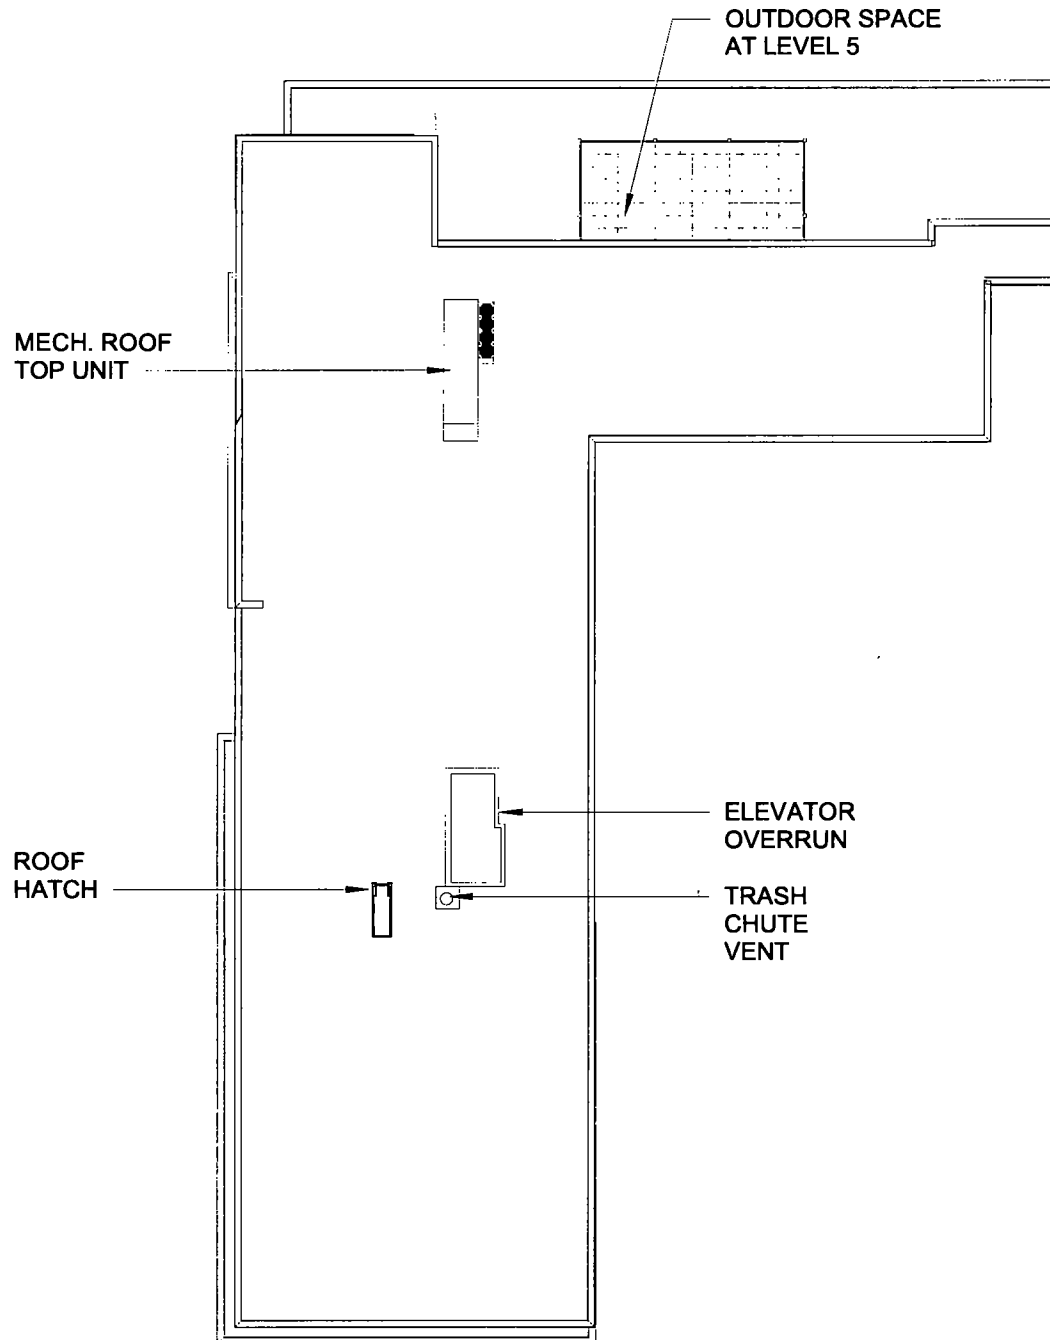 OUTDOOR SPACE
AT LEVEL 5
MECH. ROOF
TOP UNIT
ELEVATOR
OVERRUN
ROOF
HATCH
TRASH
CHUTE
VENT